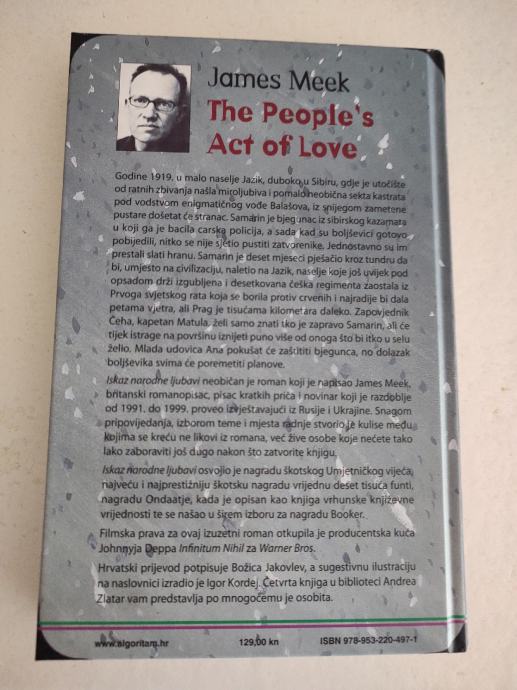 James Meek
The People's
Act of Love
Godine 1919. u malo naselje Jazik, duboko u Sibiru, gdje je utočište
od ratnih zbivanja našla miroljubiva i pomalo neobična sekta kastrata
pod vodstvom enigmatičnog vođe Balašova, iz snijegom zametene
pustare došetat će stranac. Samarin je bjegunac iz sibirskog kazamata
u koji ga je bacila carska policija, a sada kad su boljševici gotovo
pobijedili, nitko se nije sjetio pustiti zatvorenike. Jednostavno su im
prestali slati hranu. Samarin je deset mjeseci pješačio kroz tundru da
bi, umjesto na civilizaciju, naletio na Jazik, naselje koje još uvijek pod
opsadom drži izgubljena i desetkovana češka regimenta zaostala iz
Prvoga svjetskog rata koja se borila protiv crvenih i najradije bi dala
petama vjetra, ali Prag je tisućama kilometara daleko. Zapovjednik
Čeha, kapetan Matula, želi samo znati tko je zapravo Samarin, ali će
tijek istrage na površinu iznijeti puno više od onoga što bi itko u selu
želio. Mlada udovica Ana pokušat će zaštititi bjegunca, no dolazak
boljševika svima će poremetiti planove.
Iskaz narodne ljubavi neobičan je roman koji je napisao James Meek,
britanski romanopisac, pisac kratkih priča i novinar koji je razdoblje
od 1991. do 1999. proveo izvještavajući iz Rusije i Ukrajine. Snagom
pripovijedanja, izborom teme i mjesta radnje stvorio je kulise među
kojima se kreću ne likovi iz romana, već žive osobe koje nećete tako
lako zaboraviti još dugo nakon što zatvorite knjigu.
Iskaz narodne ljubavi osvojio je nagradu škotskog Umjetničkog vijeća,
najveću i najprestižniju škotsku nagradu vrijednu deset tisuća funti,
nagradu Ondaatje, kada je opisan kao knjiga vrhunske književne
vrijednosti te se našao u širem izboru za nagradu Booker.
Filmska prava za ovaj izuzetni roman otkupila je producentska kuća
Johnnyja Deppa Infinitum Nihil za Warner Bros.
Hrvatski prijevod potpisuje Božica Jakovlev, a sugestivnu ilustraciju
na naslovnici izradio je Igor Kordej. Četvrta knjiga u biblioteci Andrea
Zlatar vam predstavlja po mnogočemu je osobita.
www.algoritam.hr 129,00 kn ISBN 978-953-220-497-1